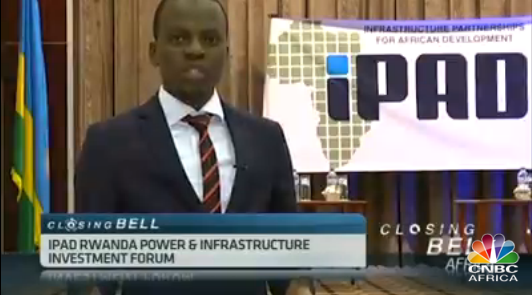 INFRASTRUCTURE PARTNERSHIPS
FOR AFRICAN DEVELOPMENT
iPAD
CLOSING BELL
IPAD RWANDA POWER & INFRASTRUCTURE
INVESTMENT FORUM
CLOSING
BELL
AFRICA
CNBC
AFRICA